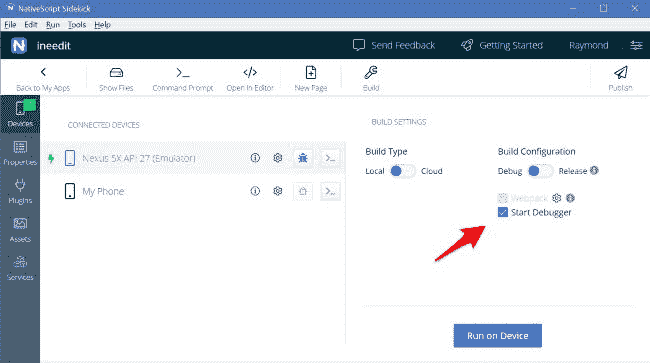 NativeScript Sidekick
File Edit Run Tools Help
N ineedit Send Feedback Getting Started Raymond
Back to My Apps Show Files Command Prompt Open In Editor New Page Build Publish
Devices
Properties
Plugins
Assets
Services
CONNECTED DEVICES
Nexus 5X API 27 (Emulator)
My Phone
BUILD SETTINGS
Build Type Build Configuration
Local Cloud Debug Release
Webpack
Start Debugger
Run on Device